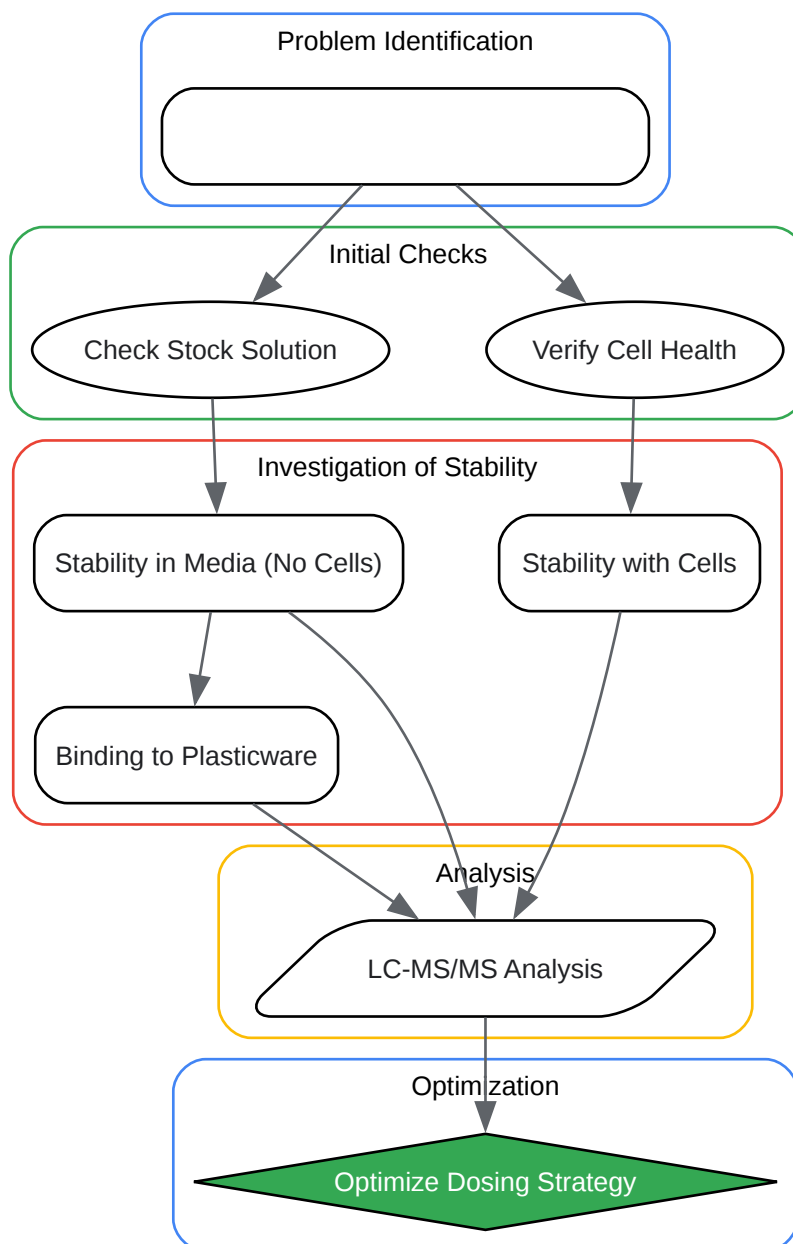 Problem Identification
Initial Checks
Check Stock Solution
Verify Cell Health
Investigation of Stability
Stability in Media (No Cells)
Stability with Cells
Binding to Plasticware
Analysis
LC-MS/MS Analysis
Optimization
Optimize Dosing Strategy